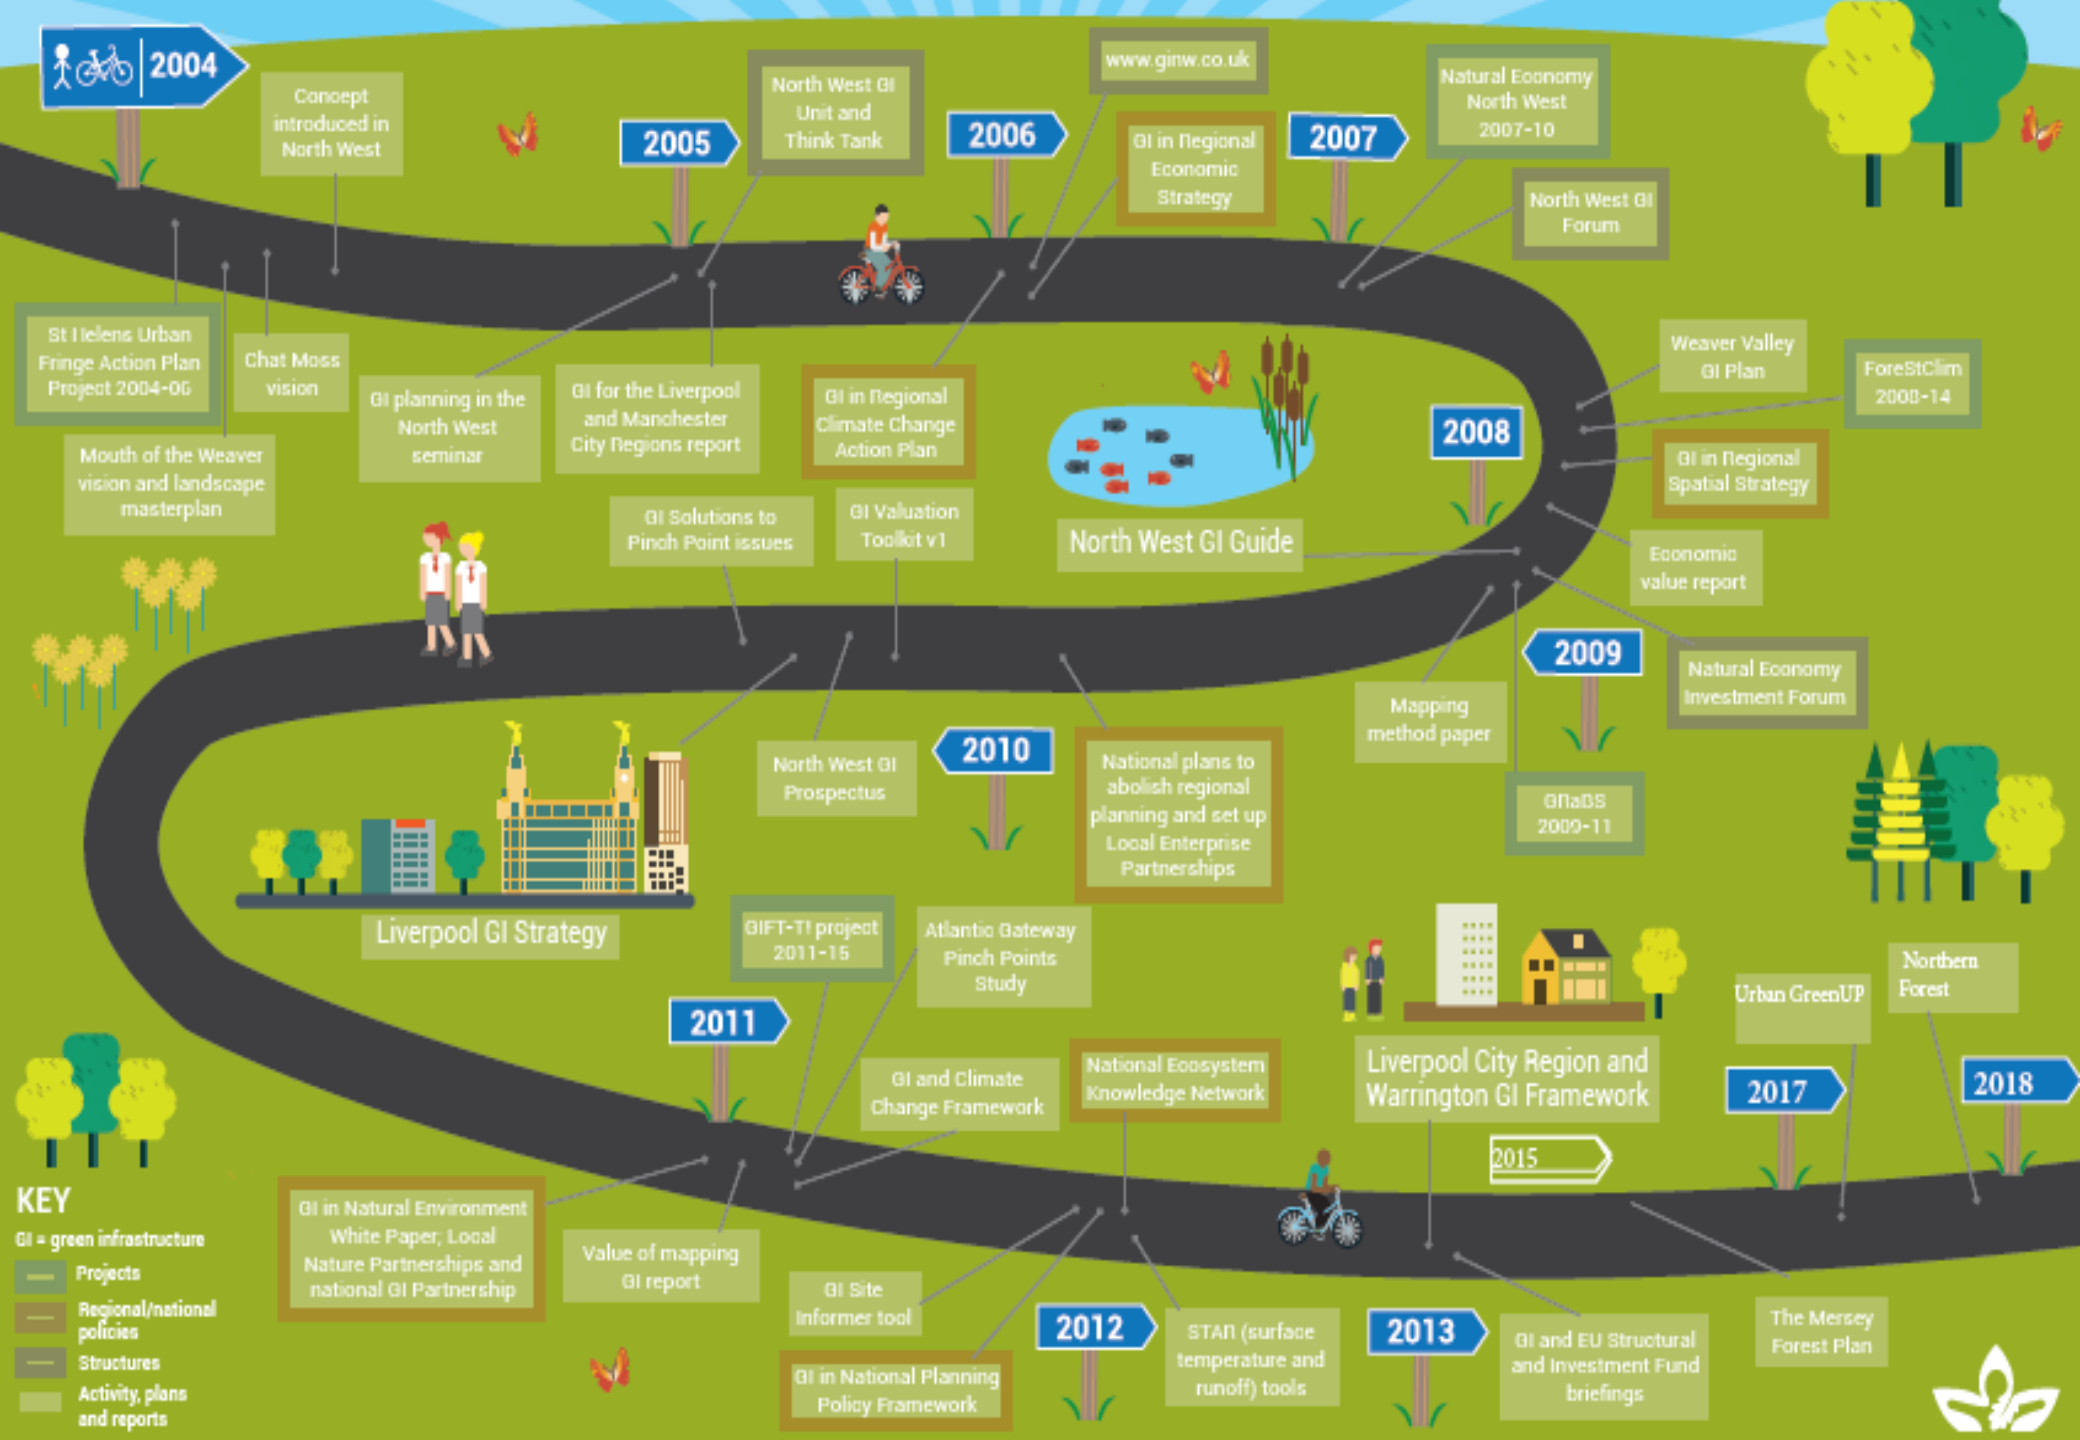 2004
Concept
introduced in
North West
2005
North West GI
Unit and
Think Tank
2006
www.ginw.co.uk
GI in Regional
Economic
Strategy
2007
Natural Economy
North West
2007-10
North West GI
Forum
St Helens Urban
Fringe Action Plan
Project 2004-06
Chat Moss
vision
Mouth of the Weaver
vision and landscape
masterplan
GI planning in the
North West
seminar
GI for the Liverpool
and Manchester
City Regions report
GI in Regional
Climate Change
Action Plan
Weaver Valley
GI Plan
ForeStClim
2008-14
2008
GI in Regional
Spatial Strategy
Economic
value report
GI Solutions to
Pinch Point issues
GI Valuation
Toolkit v1
North West GI Guide
2009
Natural Economy
Investment Forum
Mapping
method paper
GRaBS
2009-11
North West GI
Prospectus
2010
National plans to
abolish regional
planning and set up
Local Enterprise
Partnerships
Liverpool GI Strategy
GIFT-T! project
2011-15
Atlantic Gateway
Pinch Points
Study
2011
GI and Climate
Change Framework
National Ecosystem
Knowledge Network
Liverpool City Region and
Warrington GI Framework
2015
Urban GreenUP
Northern
Forest
2017
2018
GI in Natural Environment
White Paper; Local
Nature Partnerships and
national GI Partnership
Value of mapping
GI report
GI Site
Informer tool
GI in National Planning
Policy Framework
2012
STAR (surface
temperature and
runoff) tools
2013
GI and EU Structural
and Investment Fund
briefings
The Mersey
Forest Plan
KEY
GI = green infrastructure
Projects
Regional/national
policies
Structures
Activity, plans
and reports